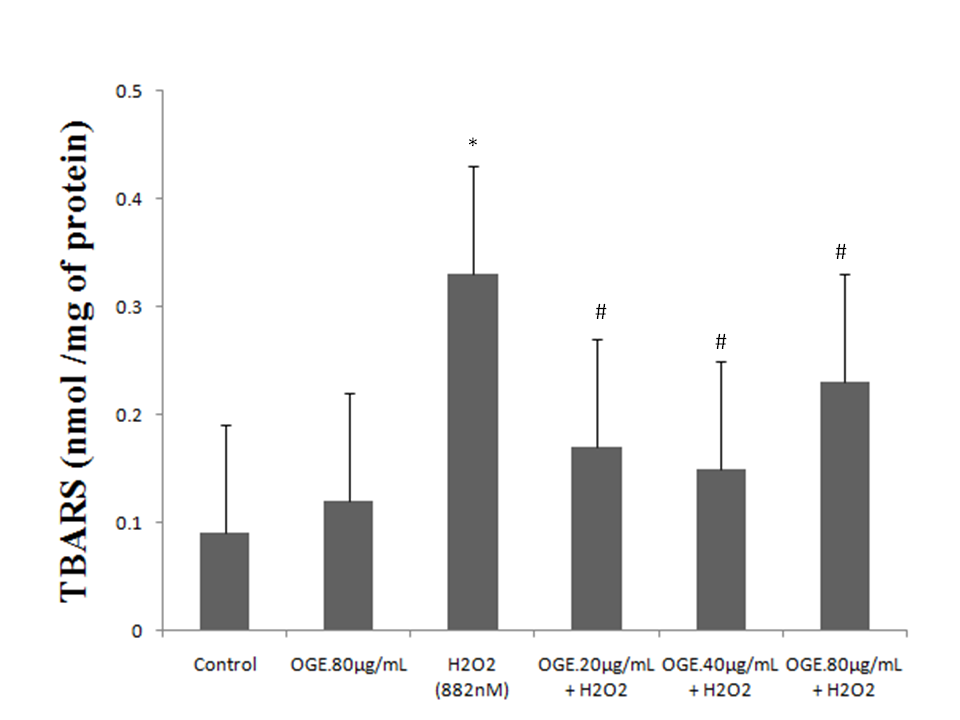 TBARS (nmol /mg of protein)
0.5
0.4
0.3
0.2
0.1
0
*
#
#
#
Control
OGE.80µg/mL
H2O2
(882nM)
OGE.20µg/mL
+ H2O2
OGE.40µg/mL
+ H2O2
OGE.80µg/mL
+ H2O2